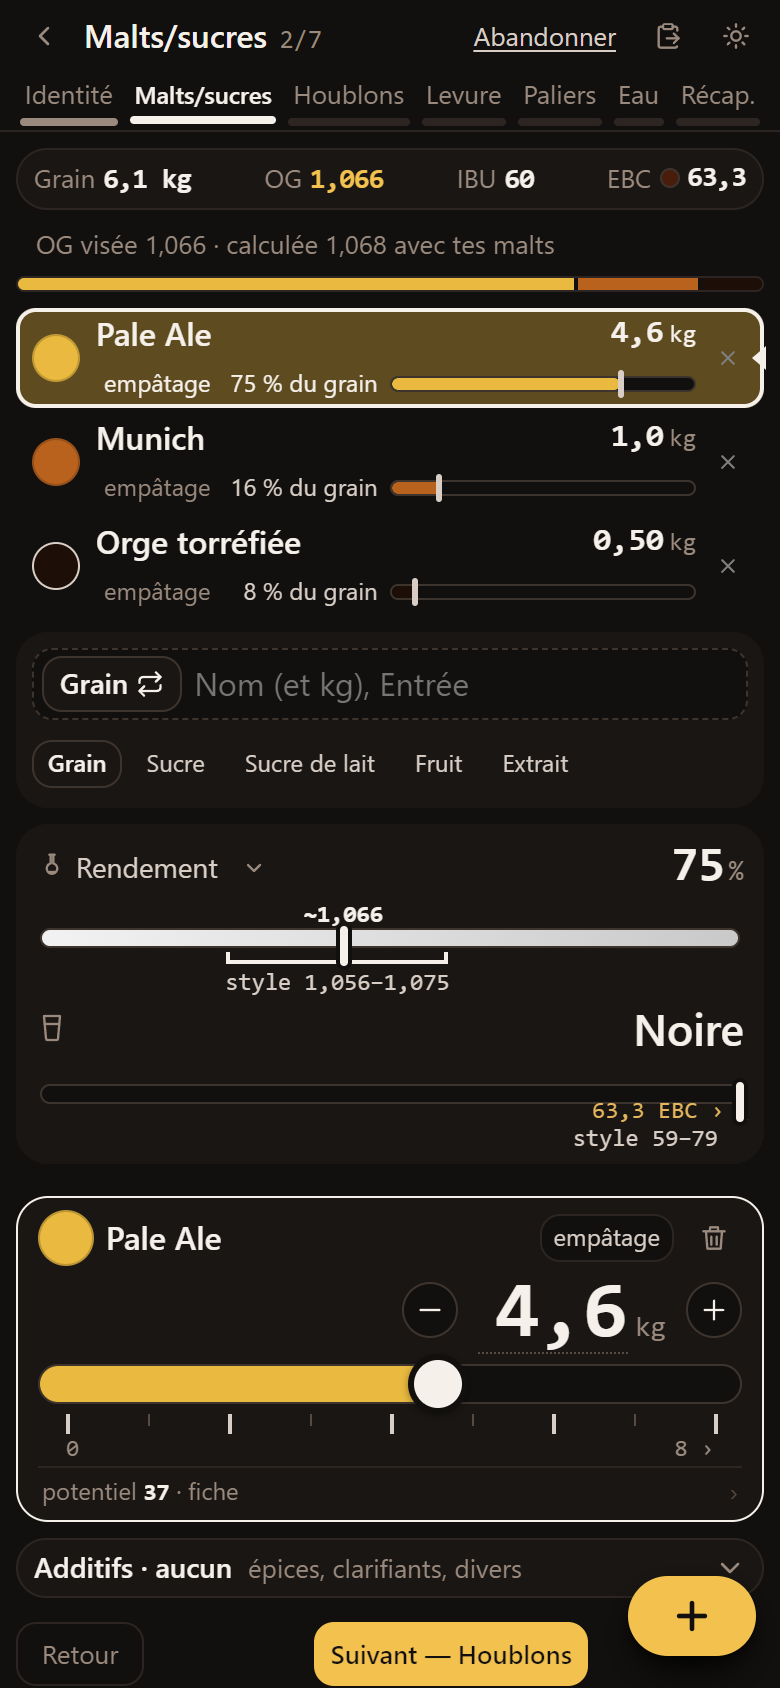 Malts/sucres 2/7 Abandonner
Identité Malts/sucres Houblons Levure Paliers Eau Récap.
Grain 6,1 kg OG 1,066 IBU 60 EBC 63,3
OG visée 1,066 · calculée 1,068 avec tes malts
Pale Ale 4,6 kg ×
empâtage 75 % du grain
Munich 1,0 kg ×
empâtage 16 % du grain
Orge torréfiée 0,50 kg ×
empâtage 8 % du grain
Grain Nom (et kg), Entrée
Grain Sucre Sucre de lait Fruit Extrait
Rendement 75 %
~1,066
style 1,056–1,075
Noire
63,3 EBC ›
style 59–79
Pale Ale empâtage
− 4,6 kg +
0 8 ›
potentiel 37 · fiche ›
Additifs · aucun épices, clarifiants, divers
+
Retour Suivant — Houblons